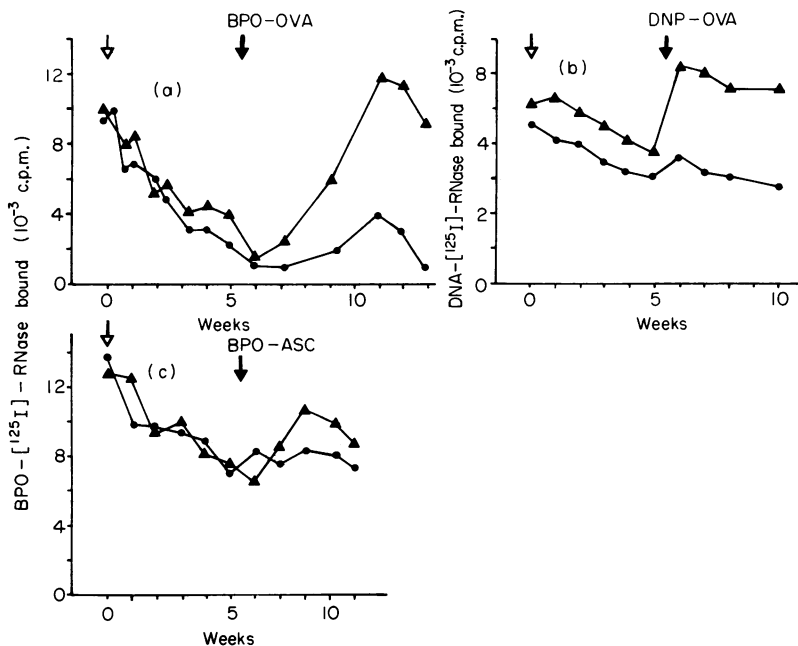 BPO-OVA
(a)
12
8
4
0
0 5 10
Weeks
DNP-OVA
(b)
8
4
2
0
0 5 10
Weeks
DNA-[¹²⁵I]-RNase bound (10⁻³ c.p.m.)
BPO-ASC
(c)
12
8
4
0
0 5 10
Weeks
BPO-[¹²⁵I]-RNase bound (10⁻³ c.p.m.)